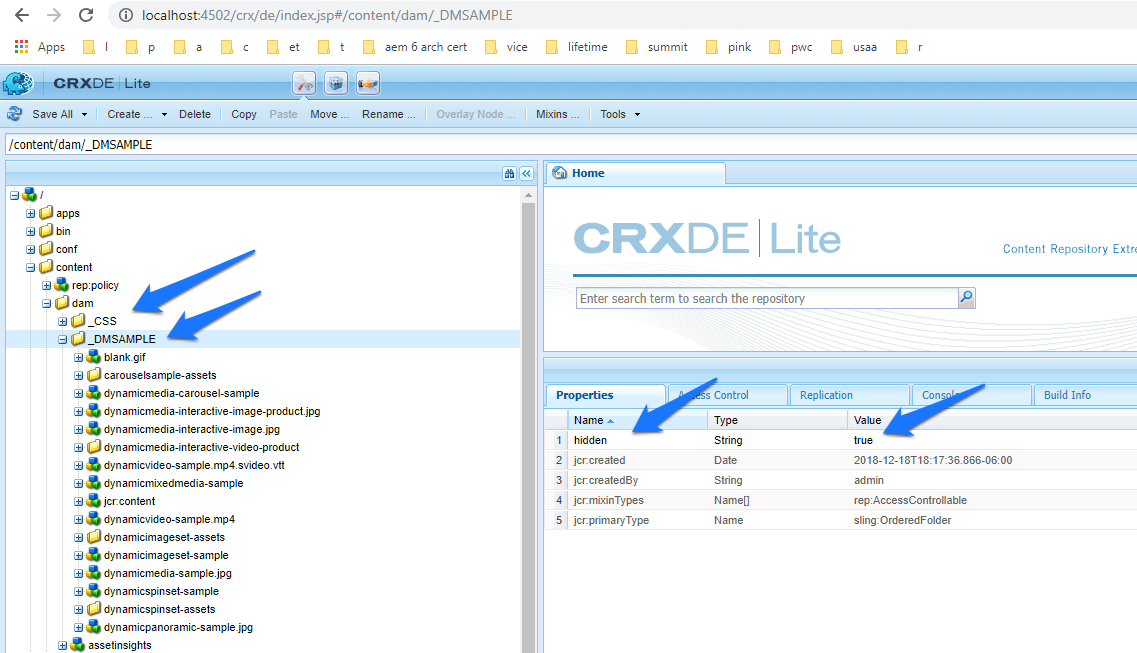 localhost:4502/crx/de/index.jsp#/content/dam/_DMSAMPLE
Apps l p a c et t aem 6 arch cert vice lifetime summit pink pwc usaa r
CRXDE | Lite
Save All Create ... Delete Copy Paste Move ... Rename ... Overlay Node ... Mixins ... Tools
/content/dam/_DMSAMPLE
/
apps
bin
conf
content
rep:policy
dam
_CSS
_DMSAMPLE
blank.gif
carouselsample-assets
dynamicmedia-carousel-sample
dynamicmedia-interactive-image-product.jpg
dynamicmedia-interactive-image.jpg
dynamicmedia-interactive-video-product
dynamicvideo-sample.mp4.svideo.vtt
dynamicmixedmedia-sample
jcr:content
dynamicvideo-sample.mp4
dynamicimageset-assets
dynamicimageset-sample
dynamicmedia-sample.jpg
dynamicspinset-sample
dynamicspinset-assets
dynamicpanoramic-sample.jpg
assetinsights
Home
CRXDE | Lite
Content Repository Extre
Enter search term to search the repository
Properties Access Control Replication Console Build Info
Name Type Value
1 hidden String true
2 jcr:created Date 2018-12-18T18:17:36.866-06:00
3 jcr:createdBy String admin
4 jcr:mixinTypes Name[] rep:AccessControllable
5 jcr:primaryType Name sling:OrderedFolder